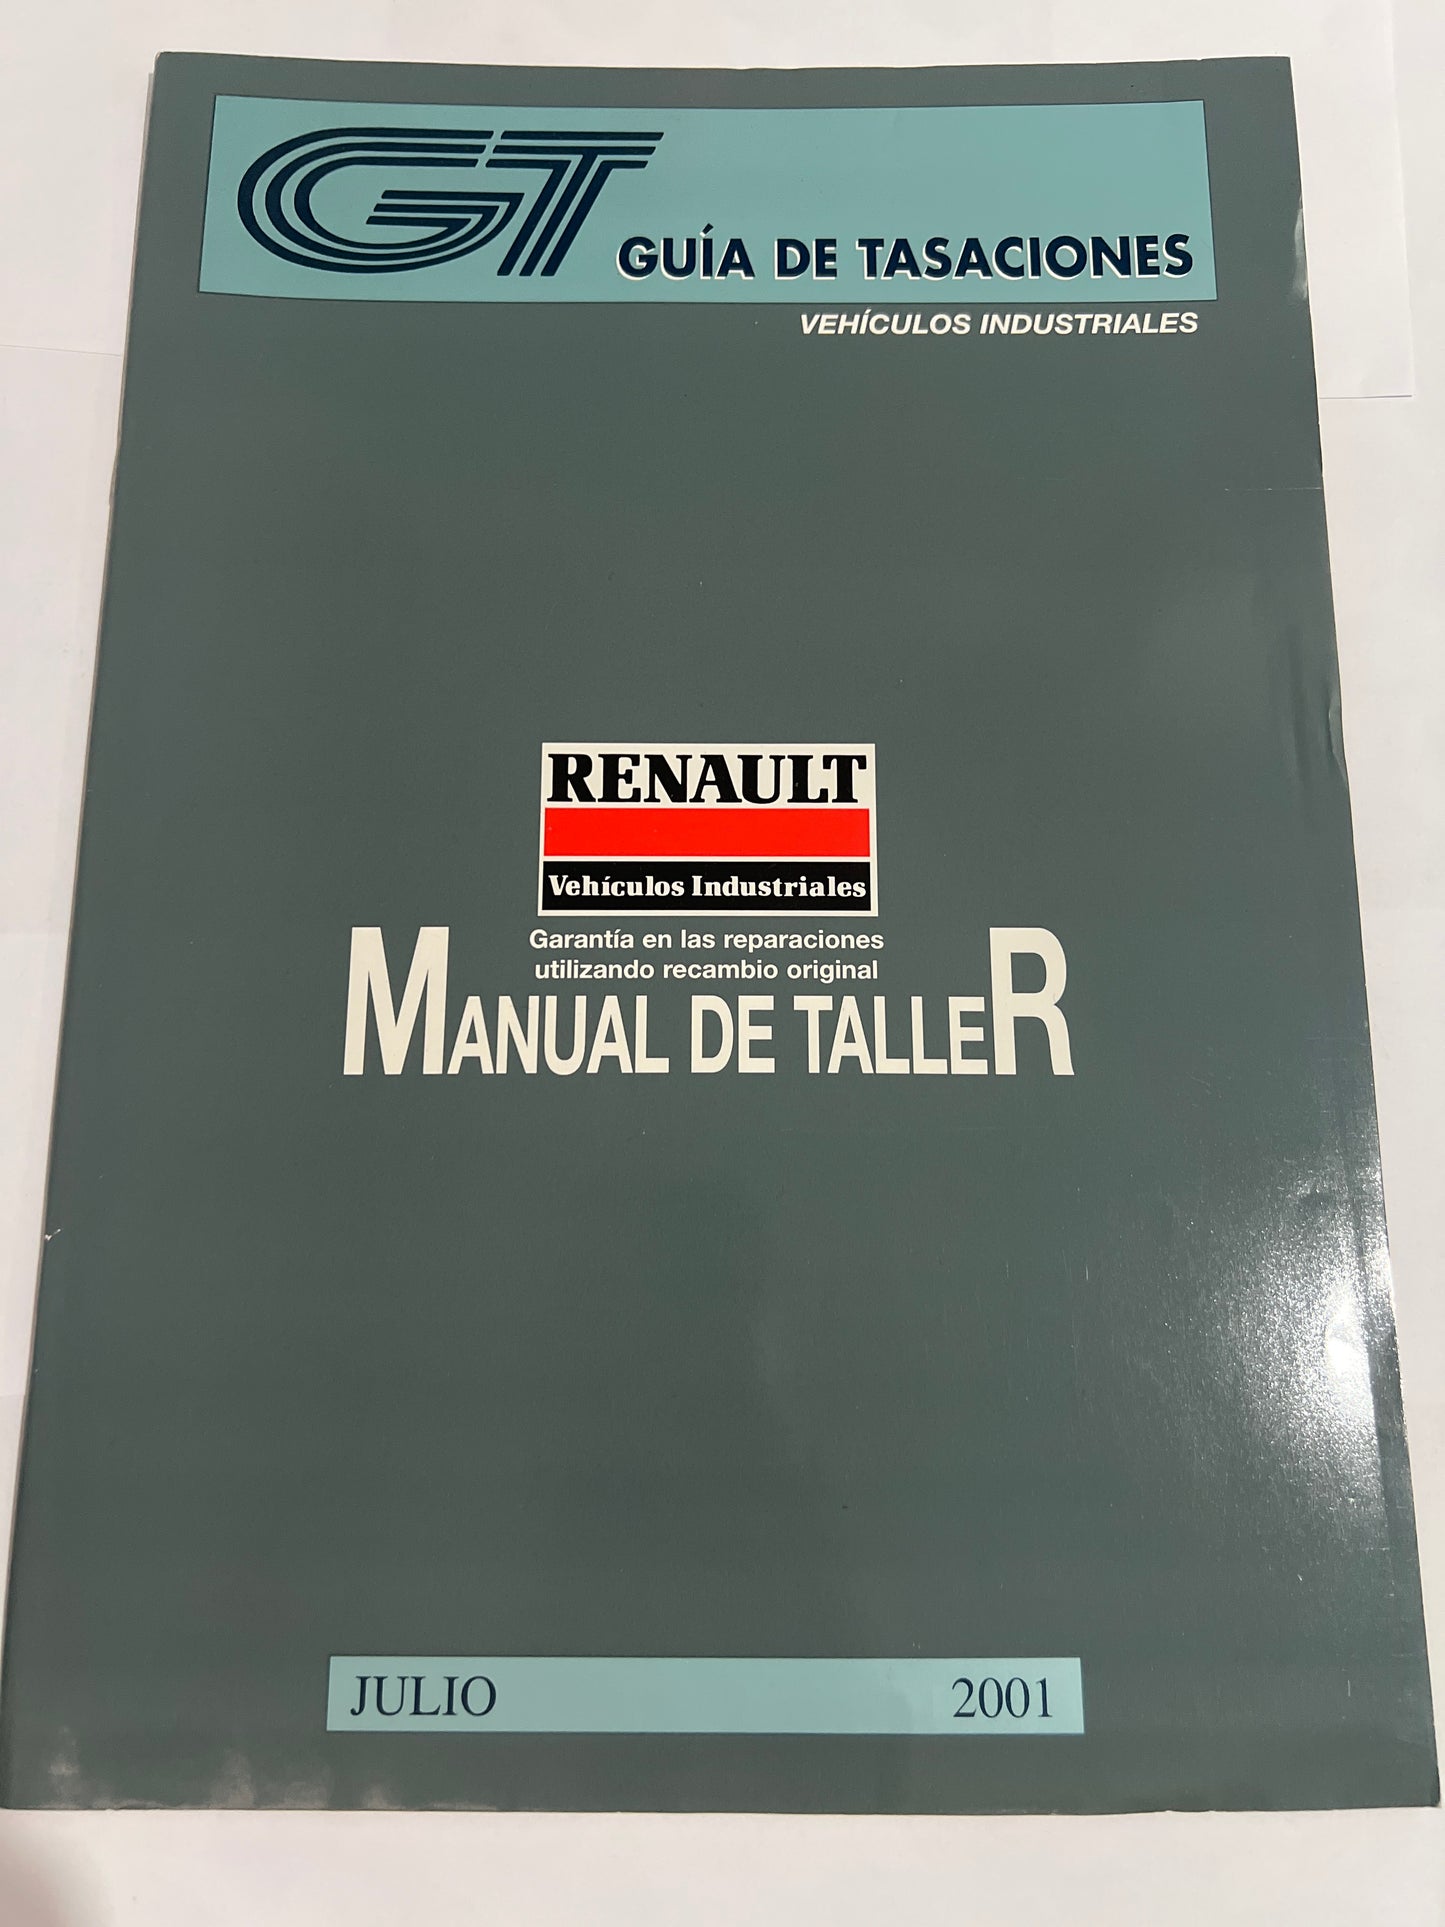 GT GUÍA DE TASACIONES
VEHÍCULOS INDUSTRIALES
RENAULT
Vehículos Industriales
Garantía en las reparaciones
utilizando recambio original
MANUAL DE TALLER
JULIO 2001